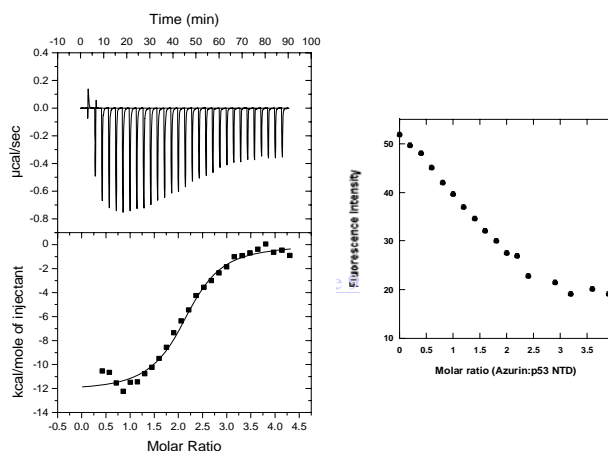 Time (min)
-10 0 10 20 30 40 50 60 70 80 90 100
0.4
0.2
0.0
-0.2
-0.4
-0.6
-0.8
µcal/sec
0
-2
-4
-6
-8
-10
-12
-14
kcal/mole of injectant
-0.5 0.0 0.5 1.0 1.5 2.0 2.5 3.0 3.5 4.0 4.5
Molar Ratio
50
40
30
20
10
Fluorescence Intensity
0 0.5 1 1.5 2 2.5 3 3.5
Molar ratio (Azurin:p53 NTD)